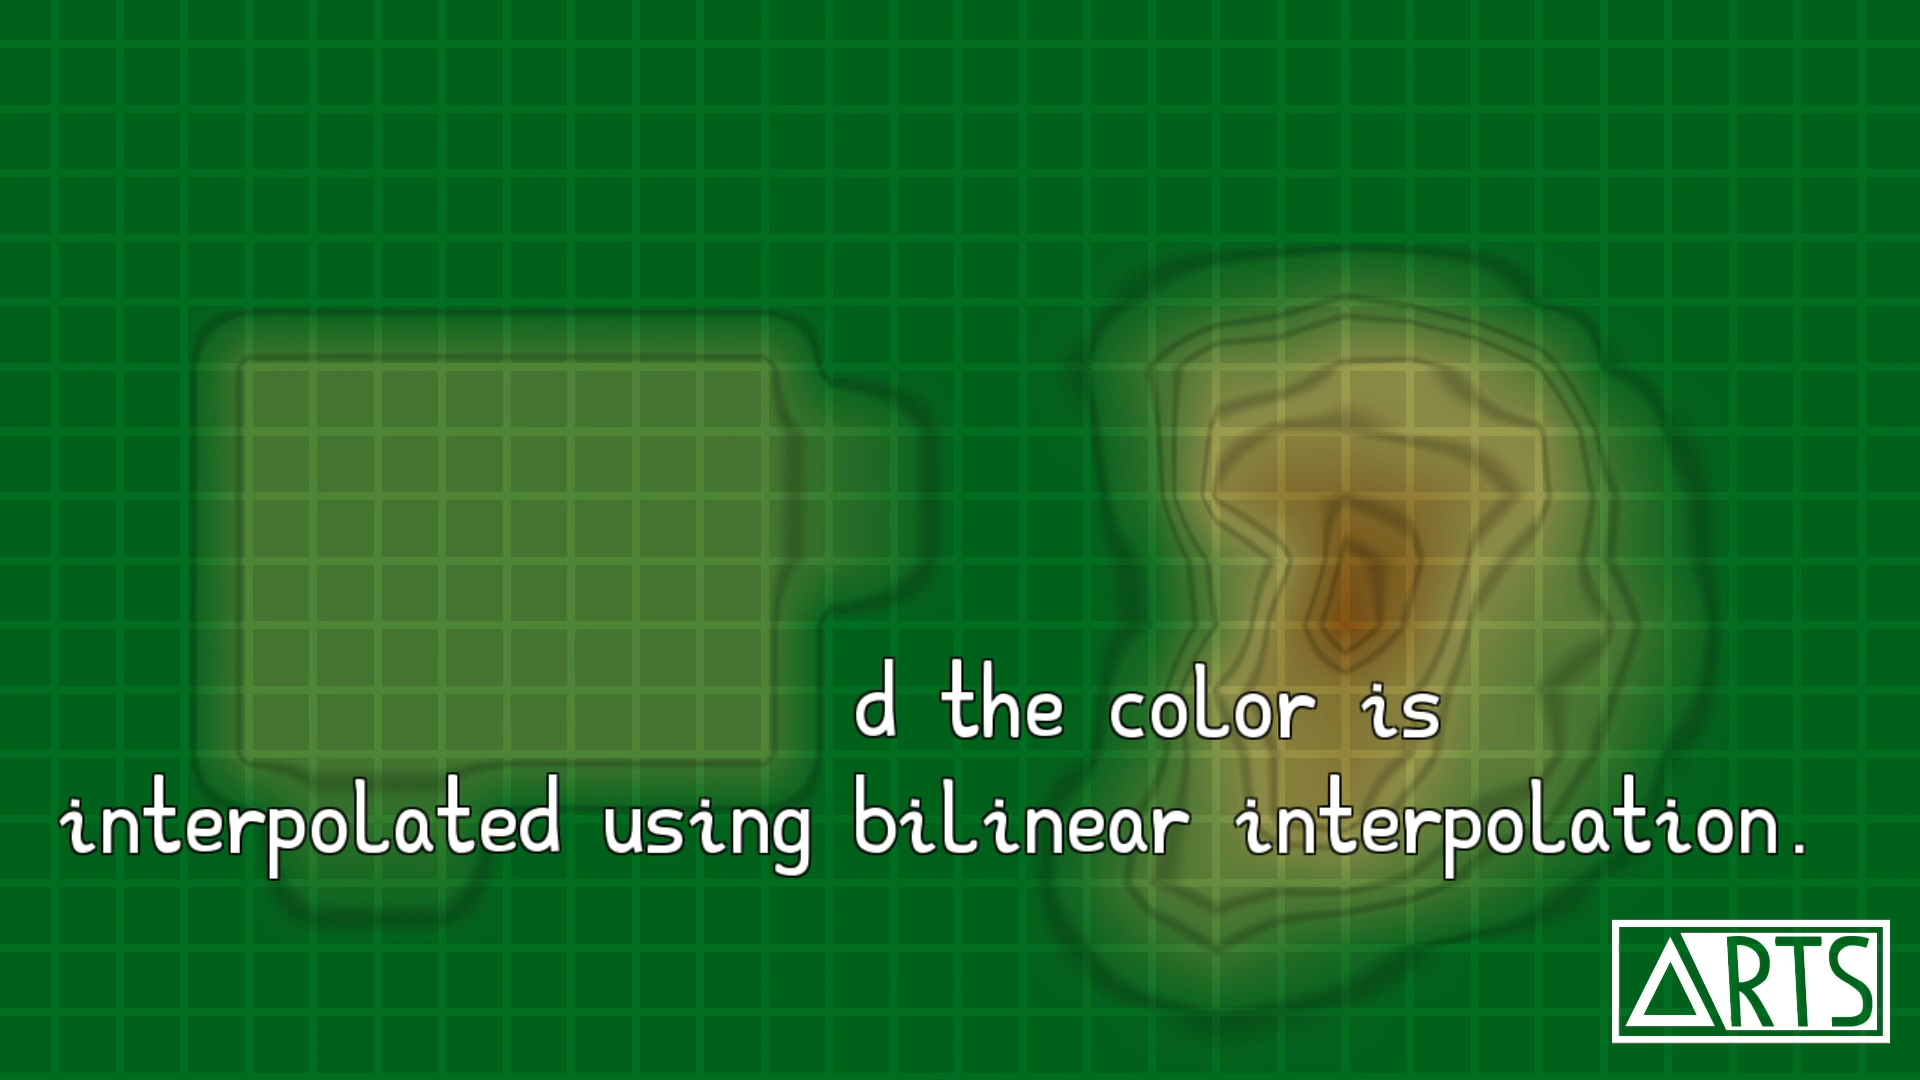 d the color is
interpolated using bilinear interpolation.
ARTS